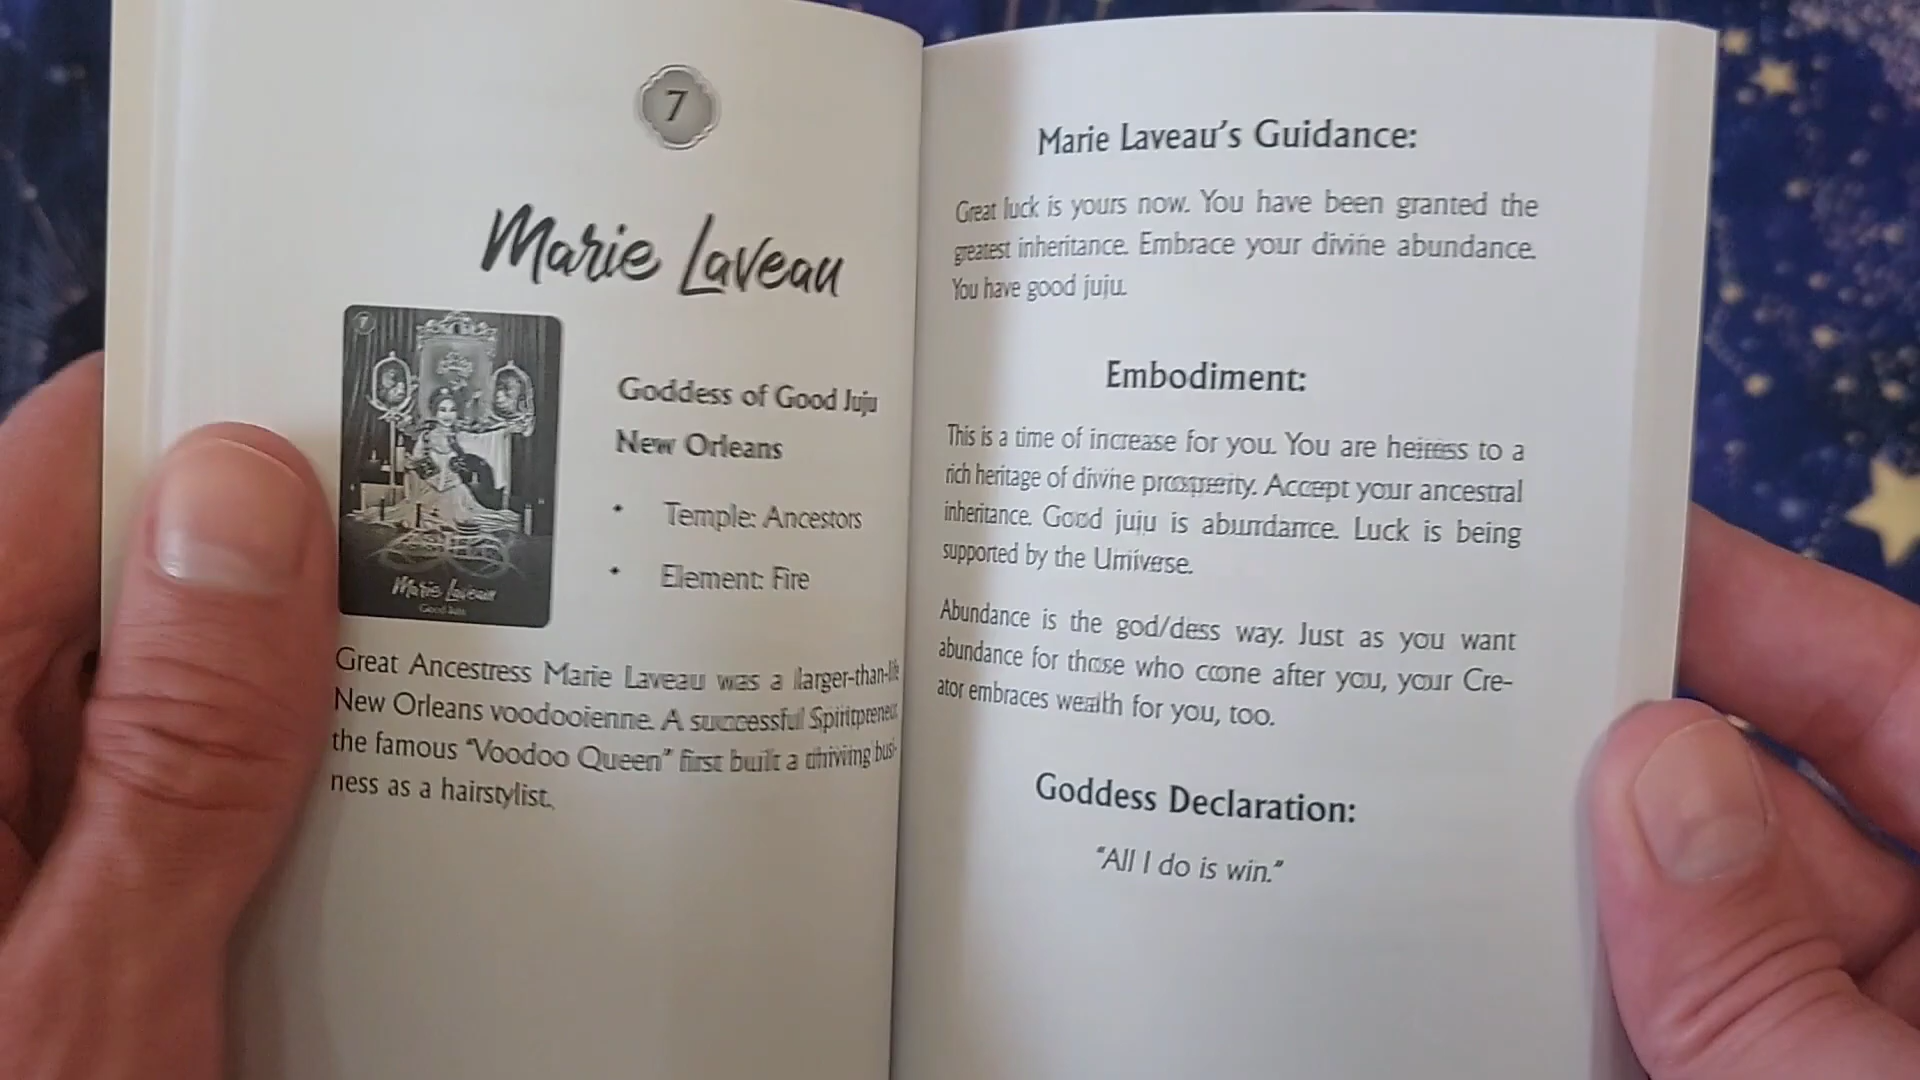 7
Marie Laveau
7
Marie Laveau
Good Juju
Goddess of Good Juju
New Orleans
• Temple: Ancestors
• Element: Fire
Great Ancestress Marie Laveau was a larger-than-life
New Orleans voodooienne. A successful Spiritpreneur,
the famous “Voodoo Queen” first built a thriving busi-
ness as a hairstylist.
Marie Laveau’s Guidance:
Great luck is yours now. You have been granted the
greatest inheritance. Embrace your divine abundance.
You have good juju.
Embodiment:
This is a time of increase for you. You are heiress to a
rich heritage of divine prosperity. Accept your ancestral
inheritance. Good juju is abundance. Luck is being
supported by the Universe.
Abundance is the god/dess way. Just as you want
abundance for those who come after you, your Cre-
ator embraces wealth for you, too.
Goddess Declaration:
“All I do is win.”